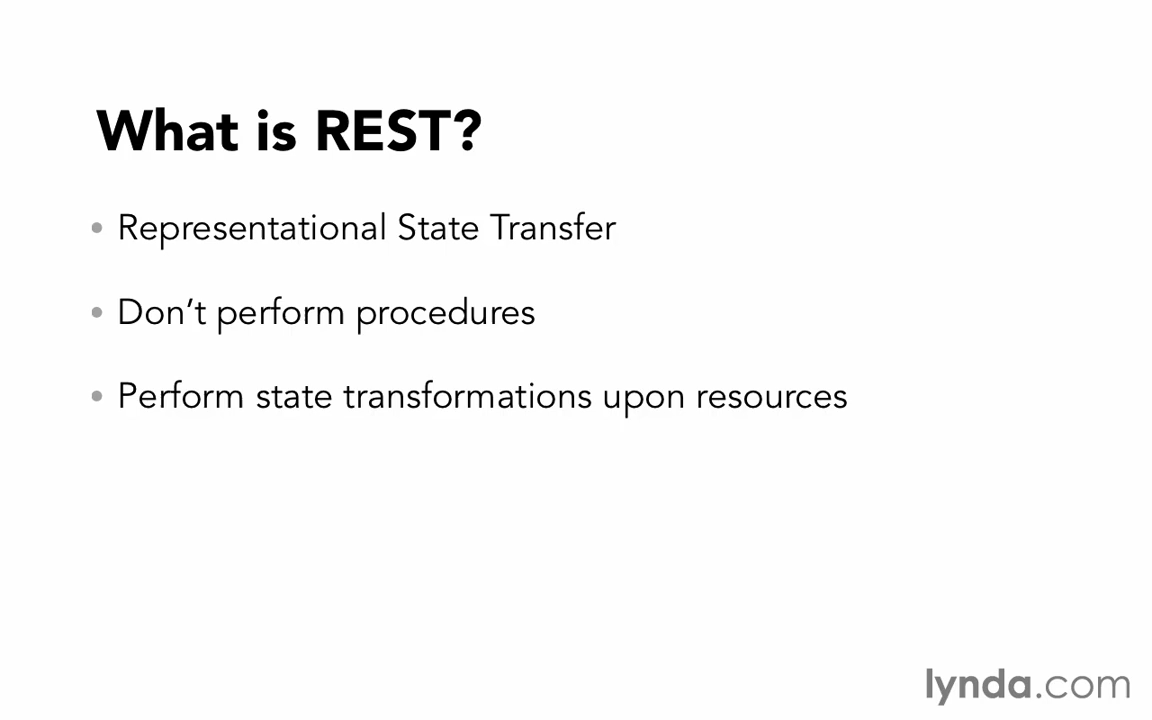 What is REST?
• Representational State Transfer
• Don’t perform procedures
• Perform state transformations upon resources
lynda.com